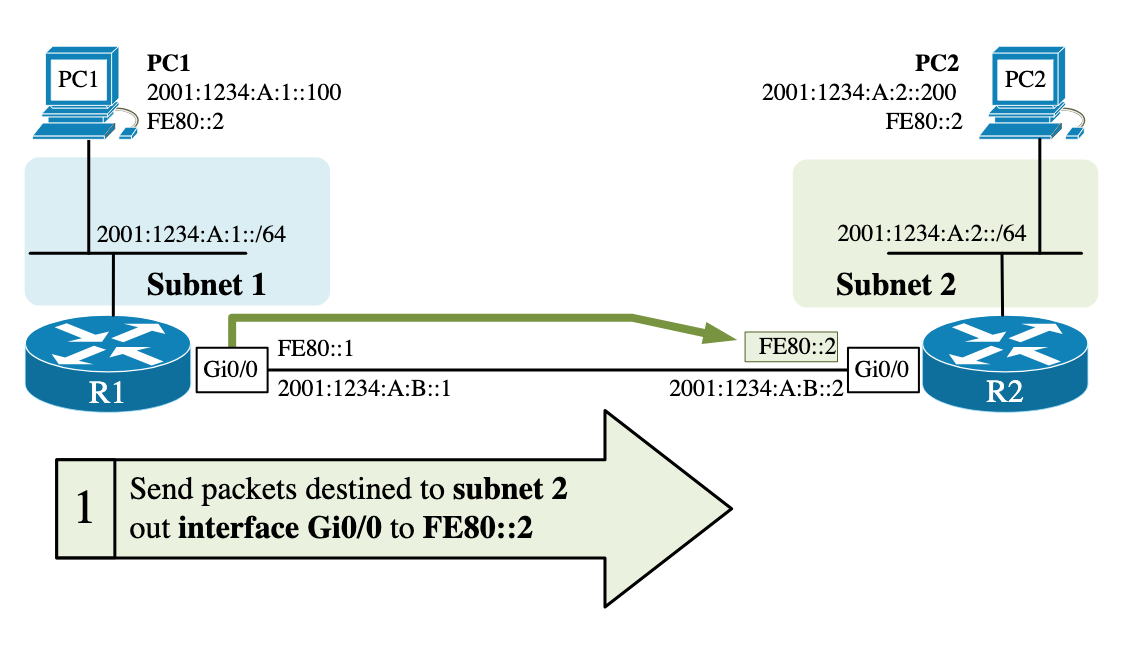 PC1
PC1
2001:1234:A:1::100
FE80::2
PC2
2001:1234:A:2::200
FE80::2
PC2
2001:1234:A:1::/64
Subnet 1
2001:1234:A:2::/64
Subnet 2
R1
Gi0/0
FE80::1
2001:1234:A:B::1
FE80::2
2001:1234:A:B::2
Gi0/0
R2
1
Send packets destined to subnet 2
out interface Gi0/0 to FE80::2